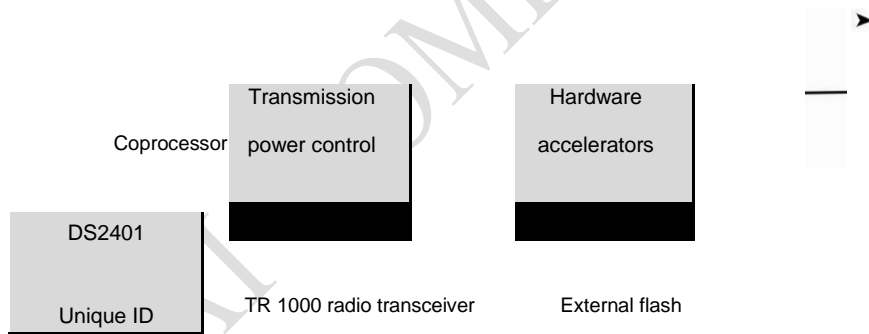 Transmission
power control
Hardware
accelerators
Coprocessor
DS2401
Unique ID
TR 1000 radio transceiver
External flash